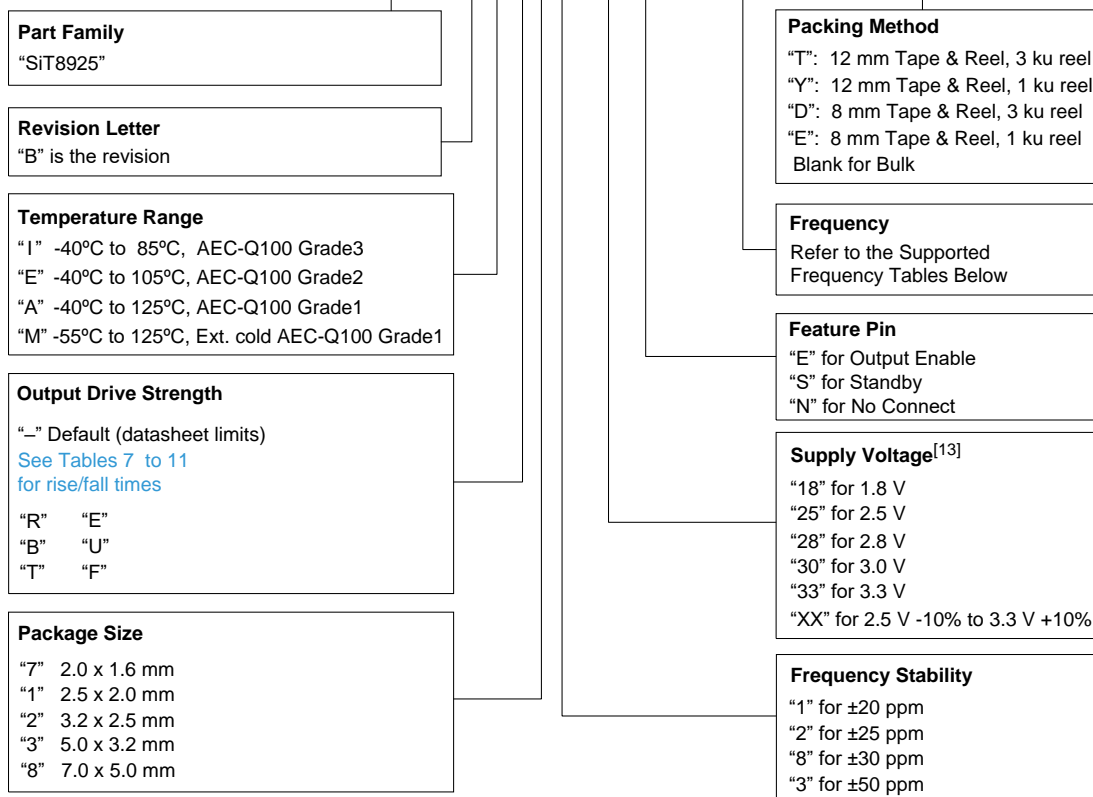 Part Family
“SiT8925”
Revision Letter
“B” is the revision
Temperature Range
“I” -40ºC to 85ºC, AEC-Q100 Grade3
“E” -40ºC to 105ºC, AEC-Q100 Grade2
“A” -40ºC to 125ºC, AEC-Q100 Grade1
“M” -55ºC to 125ºC, Ext. cold AEC-Q100 Grade1
Output Drive Strength
“–” Default (datasheet limits)
See Tables 7 to 11
for rise/fall times
“R” “E”
“B” “U”
“T” “F”
Package Size
“7” 2.0 x 1.6 mm
“1” 2.5 x 2.0 mm
“2” 3.2 x 2.5 mm
“3” 5.0 x 3.2 mm
“8” 7.0 x 5.0 mm
Packing Method
“T”: 12 mm Tape & Reel, 3 ku reel
“Y”: 12 mm Tape & Reel, 1 ku reel
“D”: 8 mm Tape & Reel, 3 ku reel
“E”: 8 mm Tape & Reel, 1 ku reel
Blank for Bulk
Frequency
Refer to the Supported
Frequency Tables Below
Feature Pin
“E” for Output Enable
“S” for Standby
“N” for No Connect
Supply Voltage[13]
“18” for 1.8 V
“25” for 2.5 V
“28” for 2.8 V
“30” for 3.0 V
“33” for 3.3 V
“XX” for 2.5 V -10% to 3.3 V +10%
Frequency Stability
“1” for ±20 ppm
“2” for ±25 ppm
“8” for ±30 ppm
“3” for ±50 ppm